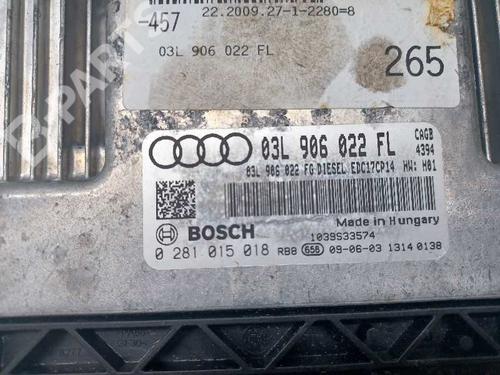 -457
22.2009.27-1-2280=8
03L 906 022 FL
265
03L 906 022 FL
CAGB
4394
03L 906 022 FG DIESEL EDC17CP14 HW: H01
BOSCH
Made in Hungary
1039S33574
0 281 015 018 RBB 656 09-06-03 1314 0138